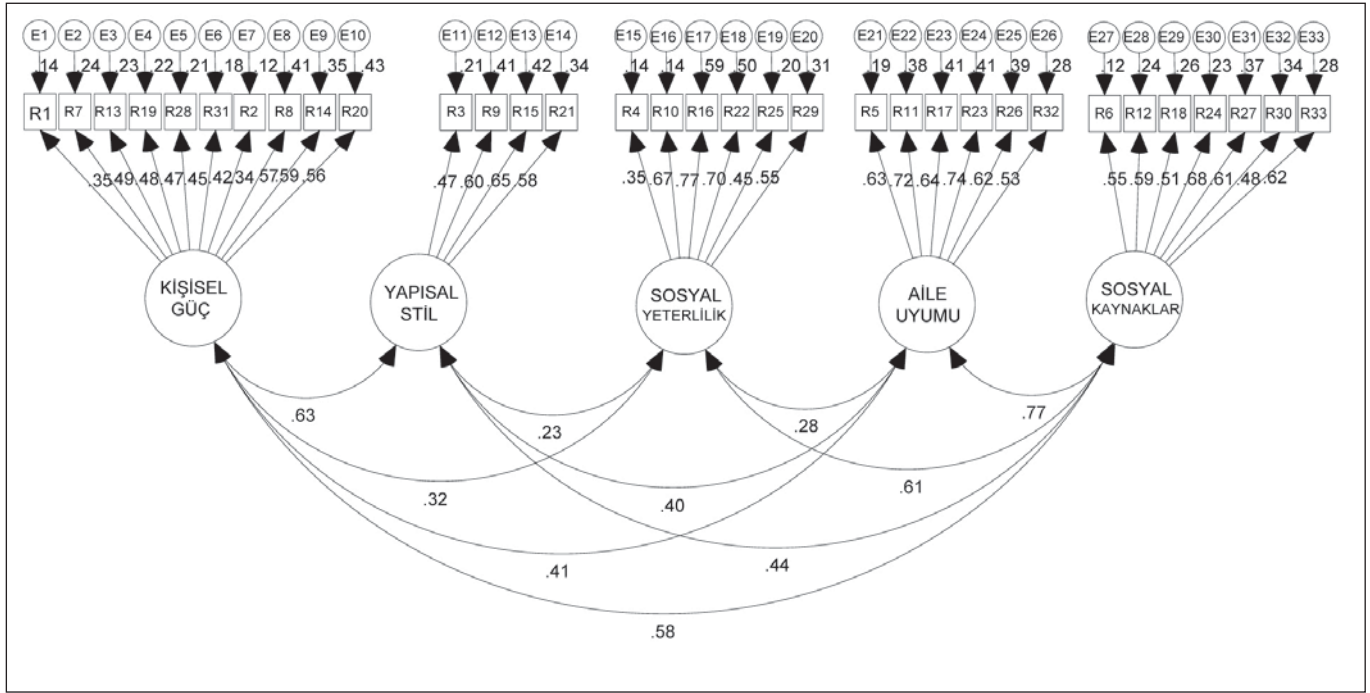 E1 E2 E3 E4 E5 E6 E7 E8 E9 E10 E11 E12 E13 E14 E15 E16 E17 E18 E19 E20 E21 E22 E23 E24 E25 E26 E27 E28 E29 E30 E31 E32 E33
.14 .24 .23 .22 .21 .18 .12 .41 .35 .43 .21 .41 .42 .34 .14 .14 .59 .50 .20 .31 .19 .38 .41 .41 .39 .28 .12 .24 .26 .23 .37 .34 .28
R1 R7 R13 R19 R28 R31 R2 R8 R14 R20 R3 R9 R15 R21 R4 R10 R16 R22 R25 R29 R5 R11 R17 R23 R26 R32 R6 R12 R18 R24 R27 R30 R33
.35 .49 .48 .47 .45 .42 .34 .57 .59 .56 .47 .60 .65 .58 .35 .67 .77 .70 .45 .55 .63 .72 .64 .74 .62 .53 .55 .59 .51 .68 .61 .48 .62
KİŞİSEL
GÜÇ
YAPISAL
STİL
SOSYAL
YETERLİLİK
AİLE
UYUMU
SOSYAL
KAYNAKLAR
.63
.23
.28
.77
.32
.40
.61
.41
.44
.58